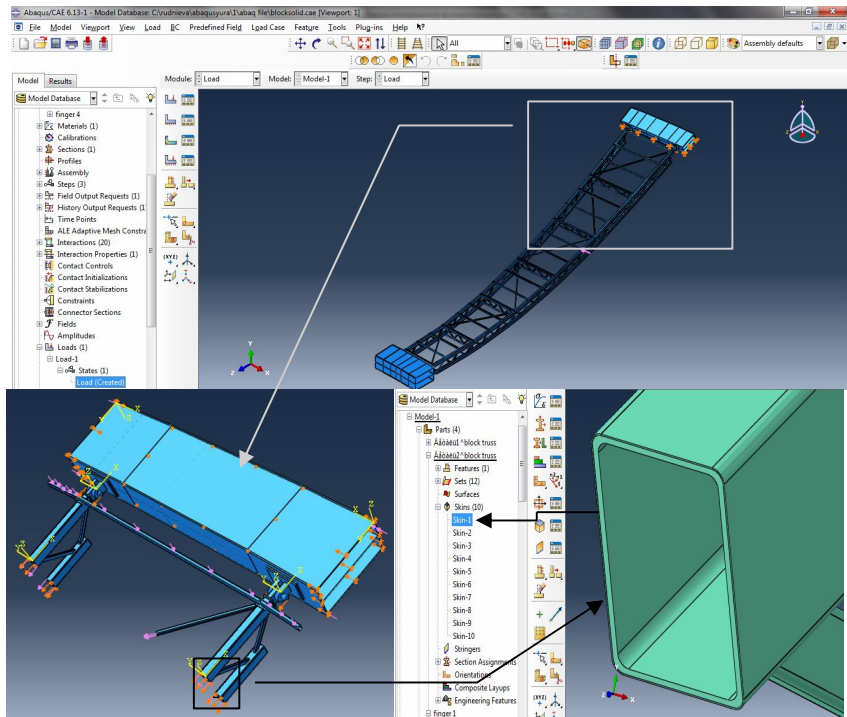 Abaqus/CAE 6.13-1 - Model Database: C:\rudnieva\abaqusyura\1\abaq file\blocksolid.cae [Viewport: 1]
File Model Viewport View Load BC Predefined Field Load Case Feature Tools Plug-ins Help
All
Assembly defaults
Model Results
Module: Load Model: Model-1 Step: Load
Model Database
finger 4
Materials (1)
Calibrations
Sections (1)
Profiles
Assembly
Steps (3)
Field Output Requests (1)
History Output Requests (1
Time Points
ALE Adaptive Mesh Constra
Interactions (20)
Interaction Properties (1)
Contact Controls
Contact Initializations
Contact Stabilizations
Constraints
Connector Sections
Fields
Amplitudes
Loads (1)
Load-1
States (1)
Load (Created)
(XYZ)
Y
Z
X
Model Database
Model-1
Parts (4)
Äåòàëü1^block truss
Äåòàëü2^block truss
Features (1)
Sets (12)
Surfaces
Skins (10)
Skin-1
Skin-2
Skin-3
Skin-4
Skin-5
Skin-6
Skin-7
Skin-8
Skin-9
Skin-10
Stringers
Section Assignments
Orientations
Composite Layups
Engineering Features
finger 1
(XYZ)
Y
Z
X